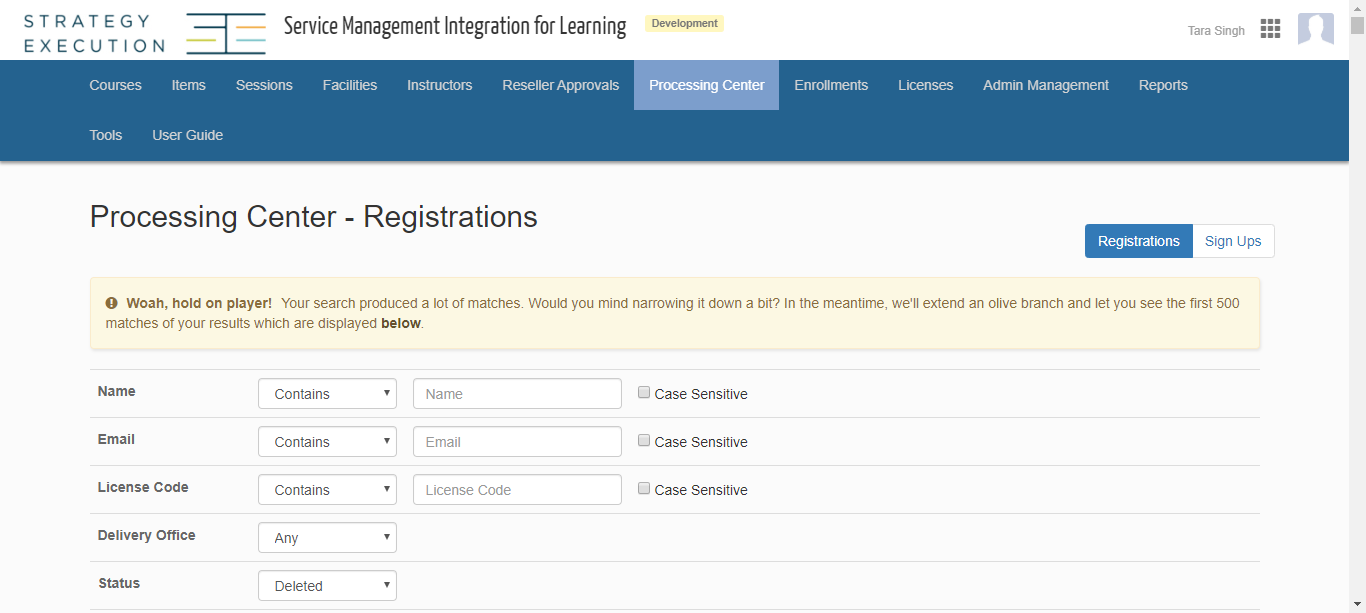 STRATEGY
EXECUTION
Service Management Integration for Learning
Development
Tara Singh
Courses Items Sessions Facilities Instructors Reseller Approvals Processing Center Enrollments Licenses Admin Management Reports
Tools User Guide
Processing Center - Registrations
Registrations Sign Ups
Woah, hold on player! Your search produced a lot of matches. Would you mind narrowing it down a bit? In the meantime, we'll extend an olive branch and let you see the first 500
matches of your results which are displayed below.
Name Contains Name Case Sensitive
Email Contains Email Case Sensitive
License Code Contains License Code Case Sensitive
Delivery Office Any
Status Deleted